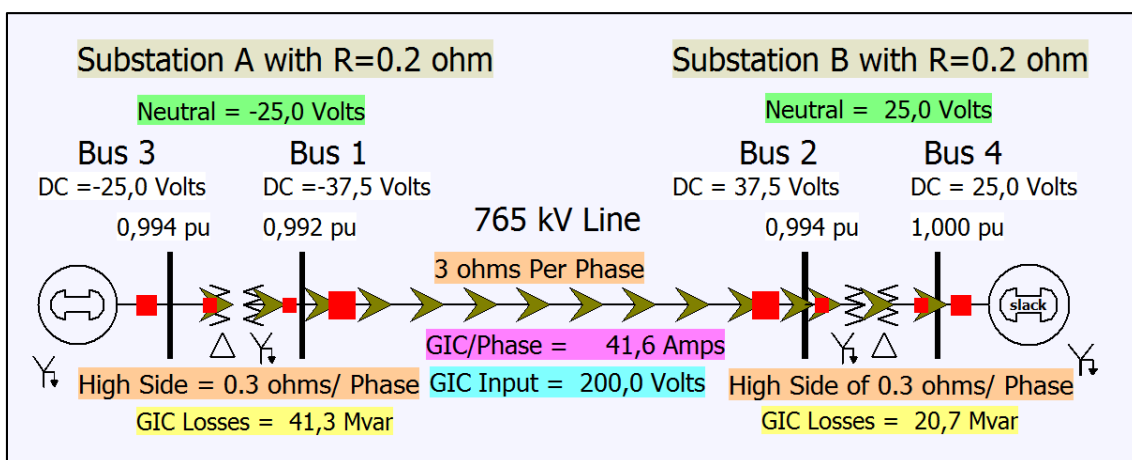 Substation A with R=0.2 ohm
Substation B with R=0.2 ohm
Neutral = -25,0 Volts
Neutral =  25,0 Volts
Bus 3
Bus 1
Bus 2
Bus 4
DC =-25,0 Volts
DC =-37,5 Volts
DC = 37,5 Volts
DC = 25,0 Volts
0,994 pu
0,992 pu
765 kV Line
0,994 pu
1,000 pu
3 ohms Per Phase
slack
GIC/Phase =    41,6 Amps
High Side = 0.3 ohms/ Phase
GIC Input =  200,0 Volts
High Side of 0.3 ohms/ Phase
GIC Losses =  41,3 Mvar
GIC Losses =  20,7 Mvar